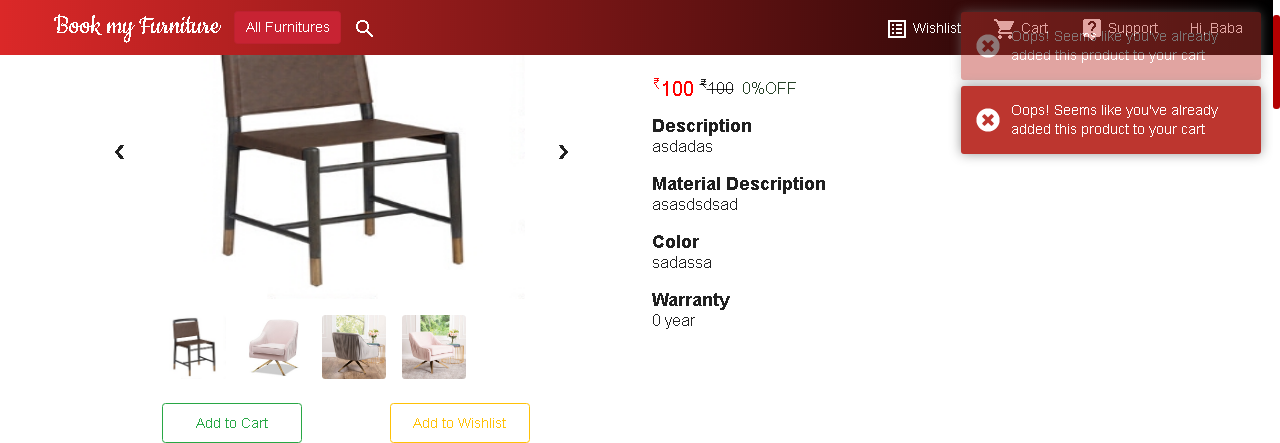 Book my Furniture All Furnitures Wishlist Cart Support Hi, Baba
Oops! Seems like you've already
added this product to your cart
Oops! Seems like you've already
added this product to your cart
₹100 ₹100 0%OFF
Description
asdadas
Material Description
asasdsdsad
Color
sadassa
Warranty
0 year
Add to Cart Add to Wishlist